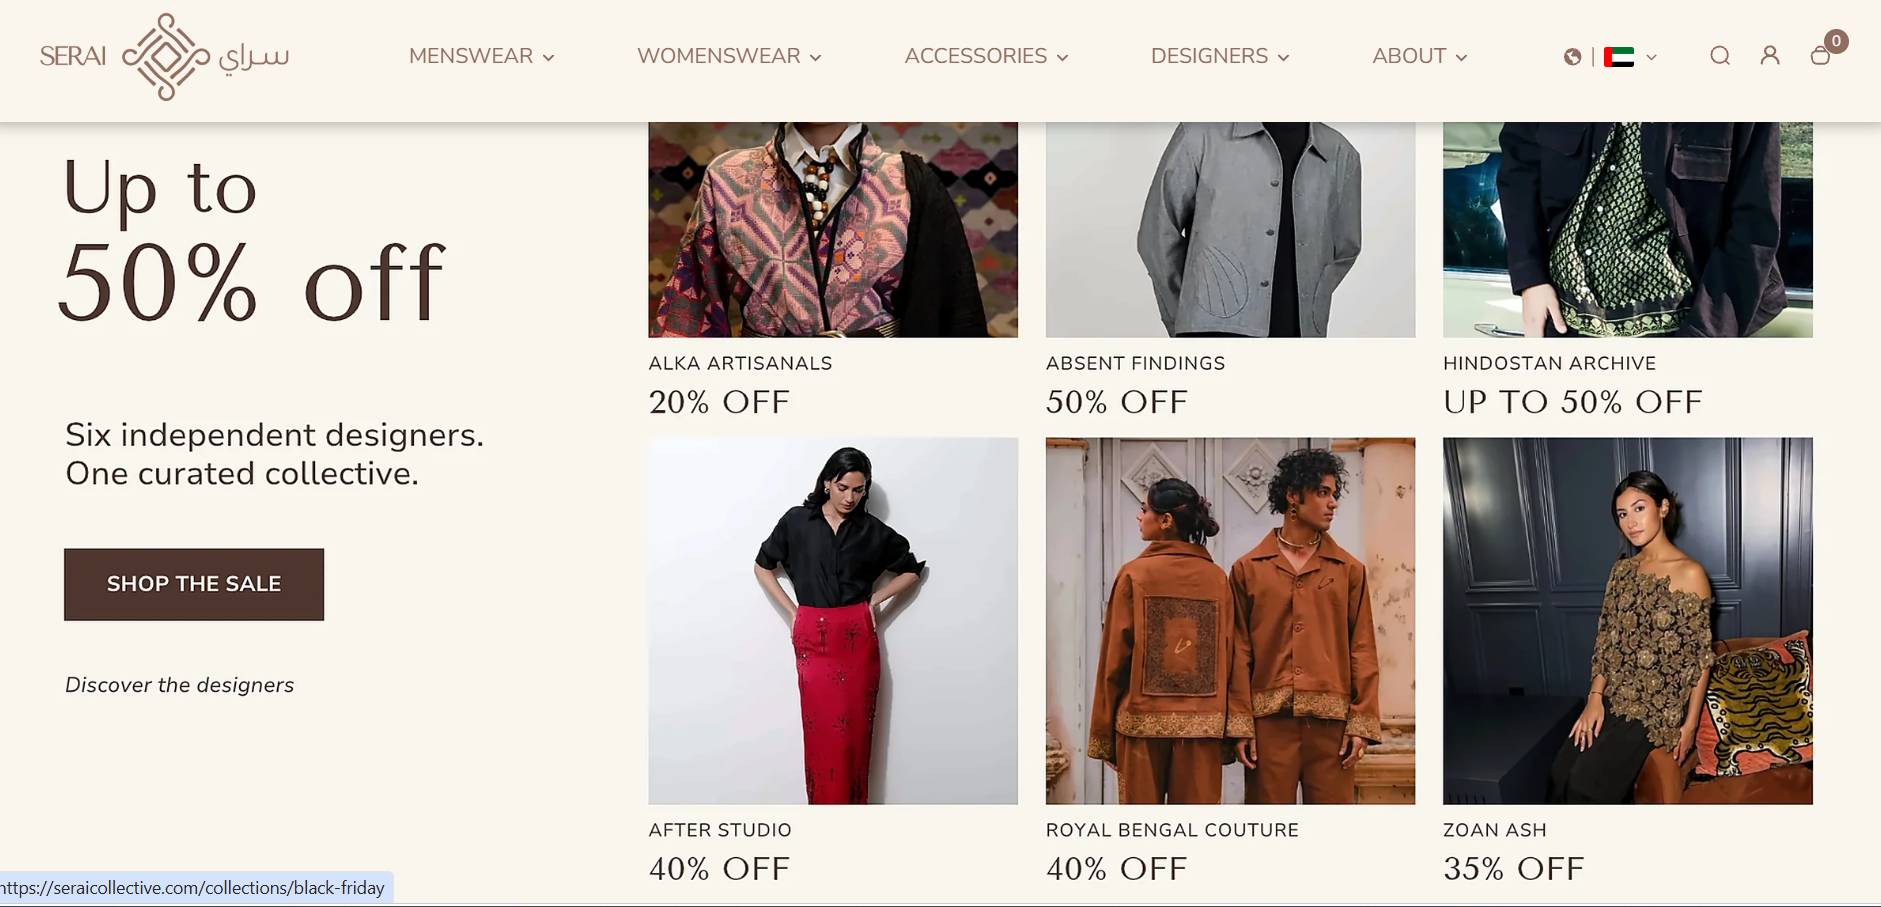 SERAI سراي
MENSWEAR
WOMENSWEAR
ACCESSORIES
DESIGNERS
ABOUT
0
Up to
50% off
Six independent designers.
One curated collective.
SHOP THE SALE
Discover the designers
ALKA ARTISANALS
20% OFF
ABSENT FINDINGS
50% OFF
HINDOSTAN ARCHIVE
UP TO 50% OFF
AFTER STUDIO
40% OFF
ROYAL BENGAL COUTURE
40% OFF
ZOAN ASH
35% OFF
https://seraicollective.com/collections/black-friday